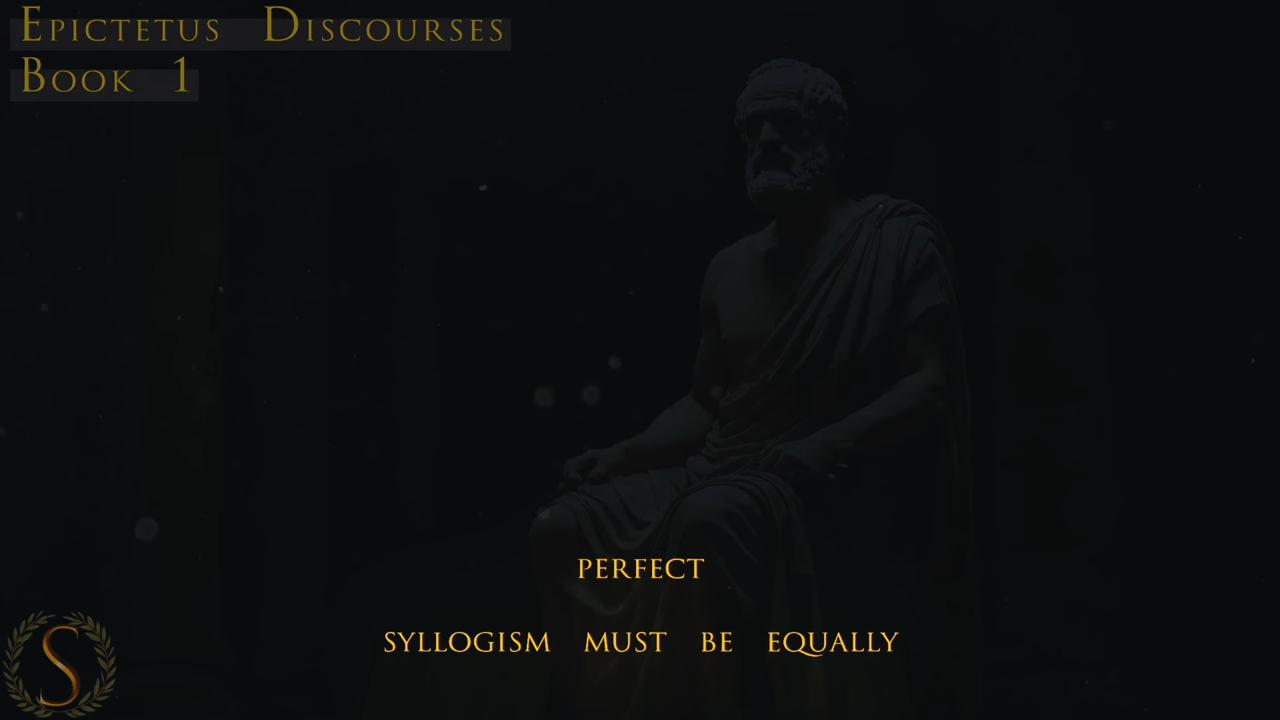 Epictetus Discourses
Book 1
PERFECT
SYLLOGISM MUST BE EQUALLY
S